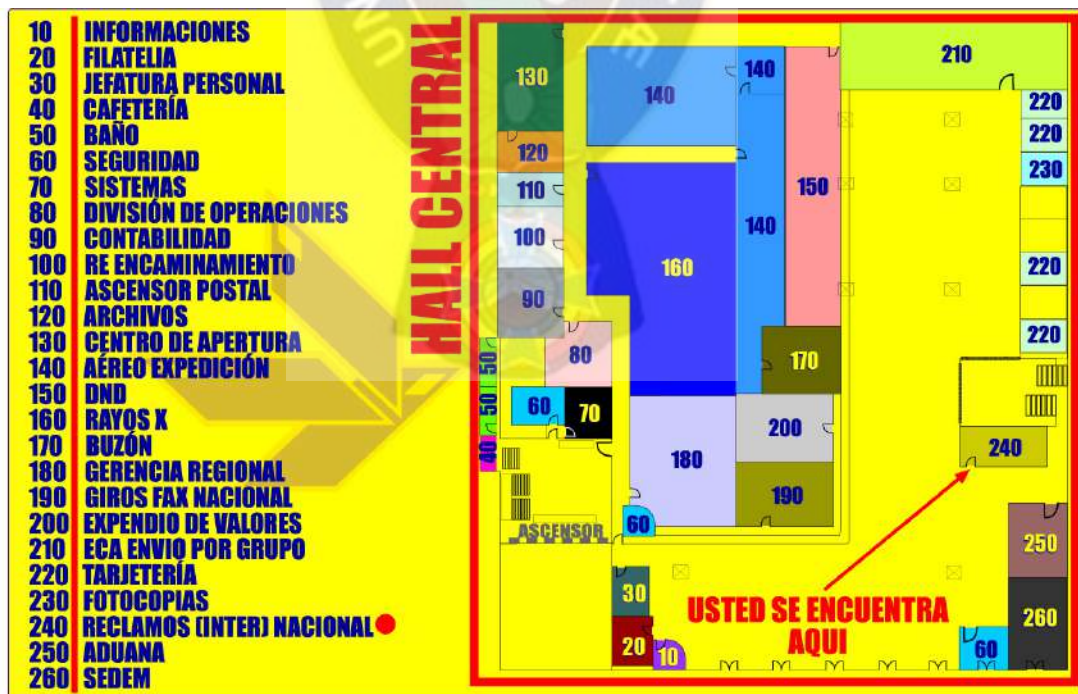 10 INFORMACIONES
20 FILATELIA
30 JEFATURA PERSONAL
40 CAFETERÍA
50 BAÑO
60 SEGURIDAD
70 SISTEMAS
80 DIVISIÓN DE OPERACIONES
90 CONTABILIDAD
100 RE ENCAMINAMIENTO
110 ASCENSOR POSTAL
120 ARCHIVOS
130 CENTRO DE APERTURA
140 AÉREO EXPEDICIÓN
150 DND
160 RAYOS X
170 BUZÓN
180 GERENCIA REGIONAL
190 GIROS FAX NACIONAL
200 EXPENDIO DE VALORES
210 ECA ENVIO POR GRUPO
220 TARJETERÍA
230 FOTOCOPIAS
240 RECLAMOS (INTER) NACIONAL
250 ADUANA
260 SEDEM
HALL CENTRAL
130
120
110
100
90
80
50
50
40
60
70
140
140
140
150
160
170
180
200
190
60
210
220
220
230
220
220
240
250
260
60
ASCENSOR
30
20
10
USTED SE ENCUENTRA
AQUI